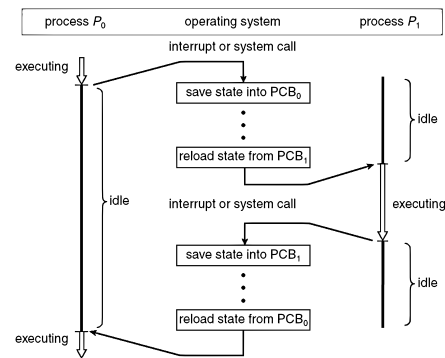 process P0 operating system process P1
interrupt or system call
executing
save state into PCB0
idle
reload state from PCB1
idle
interrupt or system call
executing
save state into PCB1
idle
reload state from PCB0
executing